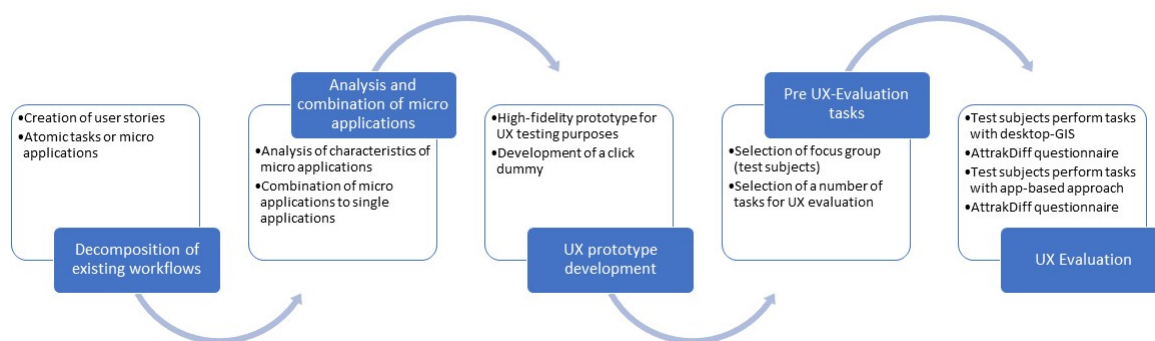 •Creation of user stories
•Atomic tasks or micro
applications
Decomposition of
existing workflows
Analysis and
combination of micro
applications
•Analysis of characteristics of
micro applications
•Combination of micro
applications to single
applications
•High-fidelity prototype for
UX testing purposes
•Development of a click
dummy
UX prototype
development
Pre UX-Evaluation
tasks
•Selection of focus group
(test subjects)
•Selection of a number of
tasks for UX evaluation
•Test subjects perform tasks
with desktop-GIS
•AttrakDiff questionnaire
•Test subjects perform tasks
with app-based approach
•AttrakDiff questionnaire
UX Evaluation